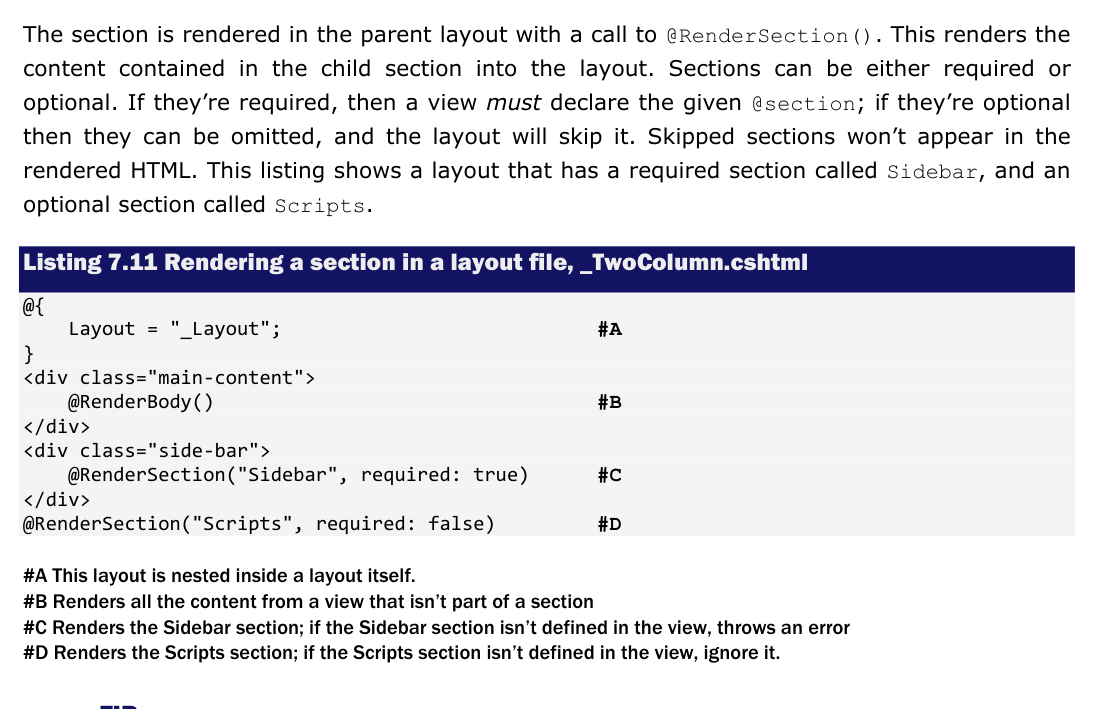 The section is rendered in the parent layout with a call to @RenderSection(). This renders the
content contained in the child section into the layout. Sections can be either required or
optional. If they’re required, then a view must declare the given @section; if they’re optional
then they can be omitted, and the layout will skip it. Skipped sections won’t appear in the
rendered HTML. This listing shows a layout that has a required section called Sidebar, and an
optional section called Scripts.
Listing 7.11 Rendering a section in a layout file, _TwoColumn.cshtml
@{
    Layout = "_Layout"; #A
}
<div class="main-content">
    @RenderBody() #B
</div>
<div class="side-bar">
    @RenderSection("Sidebar", required: true) #C
</div>
@RenderSection("Scripts", required: false) #D
#A This layout is nested inside a layout itself.
#B Renders all the content from a view that isn’t part of a section
#C Renders the Sidebar section; if the Sidebar section isn’t defined in the view, throws an error
#D Renders the Scripts section; if the Scripts section isn’t defined in the view, ignore it.